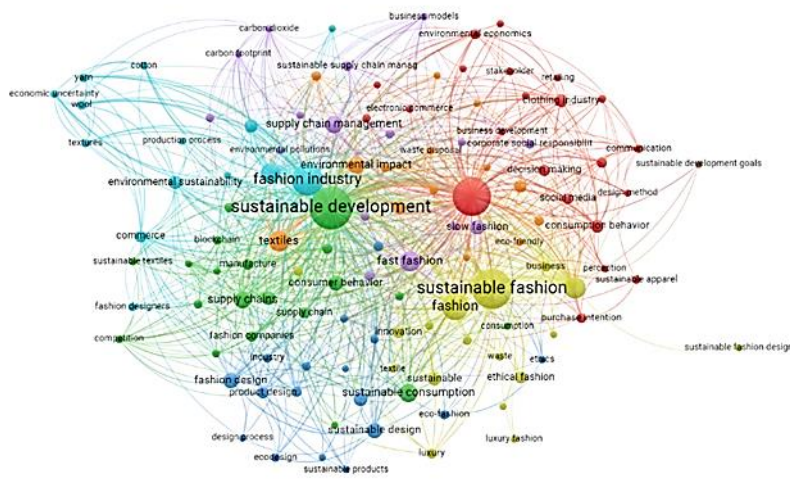 business models
carbon dioxide
environmental economics
carbon footprint
sustainable supply chain manag
cotton
yarn
stakeholder
retailing
economic uncertainty
wool
clothing industry
electronic commerce
supply chain management
business development
textures
production process
corporate social responsibilit
environmental pollutions
waste disposal
communication
environmental impact
sustainable development goals
decision making
fashion industry
environmental sustainability
social media
design method
sustainable development
slow fashion
consumption behavior
commerce
blockchain
textiles
eco-friendly
sustainable textiles
manufacture
fast fashion
business
perception
consumer behavior
sustainable apparel
sustainable fashion
supply chains
fashion designers
fashion
supply chain
purchase intention
consumption
innovation
competition
fashion companies
sustainable fashion design
waste
industry
ethics
textile
fashion design
sustainable
ethical fashion
product design
sustainable consumption
eco-fashion
sustainable design
design process
luxury fashion
luxury
ecodesign
sustainable products